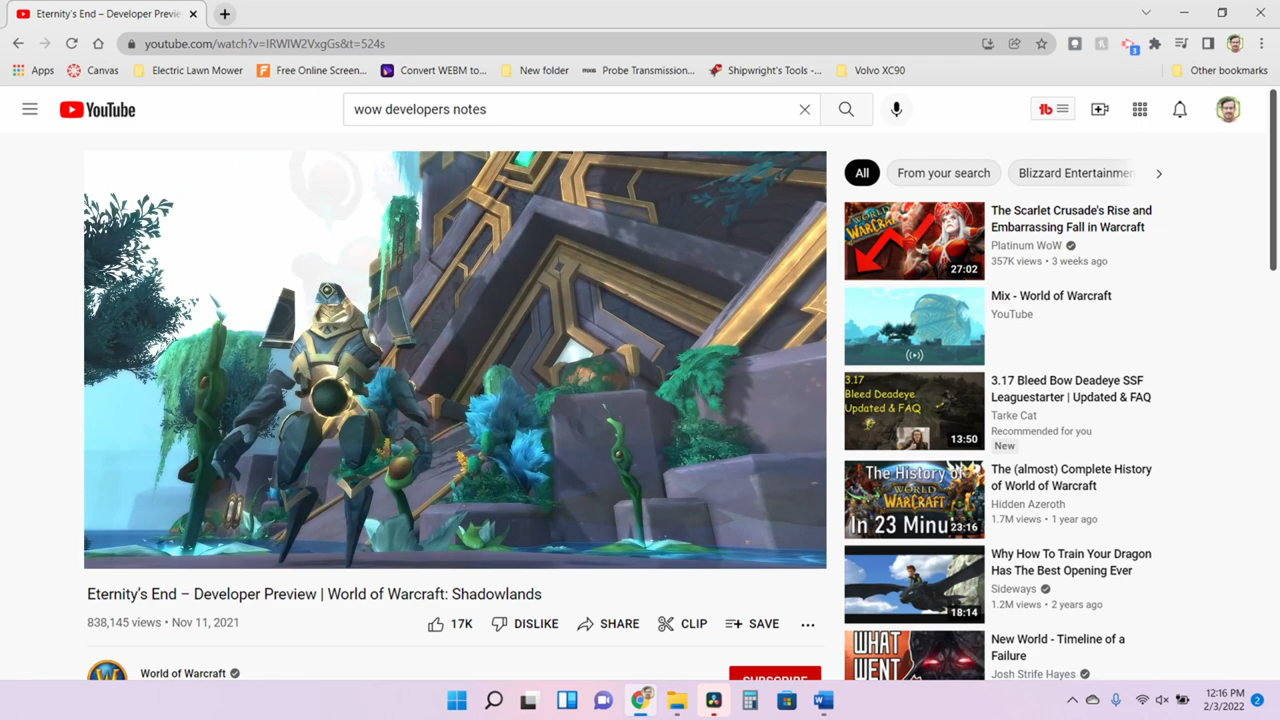 Eternity's End – Developer Previe
youtube.com/watch?v=IRWIW2VxgGs&t=524s
3
Apps
Canvas
Electric Lawn Mower
Free Online Screen...
Convert WEBM to...
New folder
Probe Transmission...
Shipwright's Tools -...
Volvo XC90
Other bookmarks
YouTube
wow developers notes
All
From your search
Blizzard Entertainmen
WORLD
WARCRAFT
27:02
The Scarlet Crusade's Rise and
Embarrassing Fall in Warcraft
Platinum WoW
357K views • 3 weeks ago
Mix - World of Warcraft
YouTube
3.17
Bleed Deadeye
Updated & FAQ
13:50
3.17 Bleed Bow Deadeye SSF
Leaguestarter | Updated & FAQ
Tarke Cat
Recommended for you
New
The History of
WORLD
WARCRAFT
In 23 Minu
23:16
The (almost) Complete History
of World of Warcraft
Hidden Azeroth
1.7M views • 1 year ago
18:14
Why How To Train Your Dragon
Has The Best Opening Ever
Sideways
1.2M views • 2 years ago
WHAT
WENT
New World - Timeline of a
Failure
Josh Strife Hayes
Eternity's End – Developer Preview | World of Warcraft: Shadowlands
838,145 views • Nov 11, 2021
17K
DISLIKE
SHARE
CLIP
SAVE
World of Warcraft
SUBSCRIBE
12:16 PM
2/3/2022
2